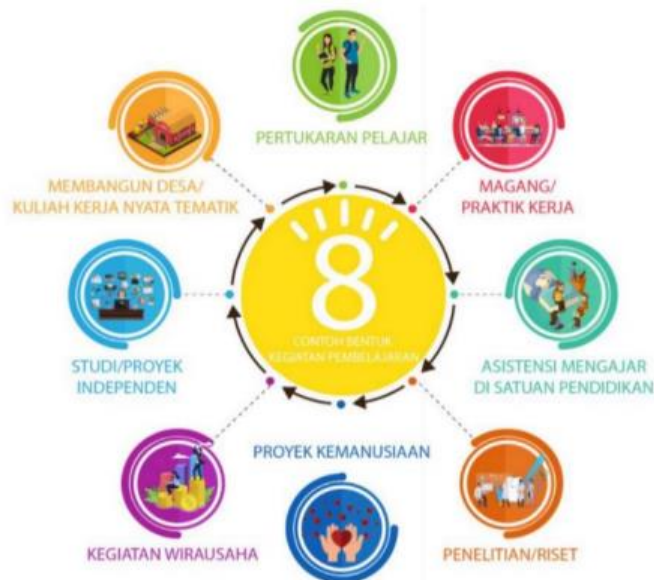 PERTUKARAN PELAJAR
MAGANG/
PRAKTIK KERJA
ASISTENSI MENGAJAR
DI SATUAN PENDIDIKAN
PENELITIAN/RISET
PROYEK KEMANUSIAAN
KEGIATAN WIRAUSAHA
STUDI/PROYEK
INDEPENDEN
MEMBANGUN DESA/
KULIAH KERJA NYATA TEMATIK
8
CONTOH BENTUK
KEGIATAN PEMBELAJARAN